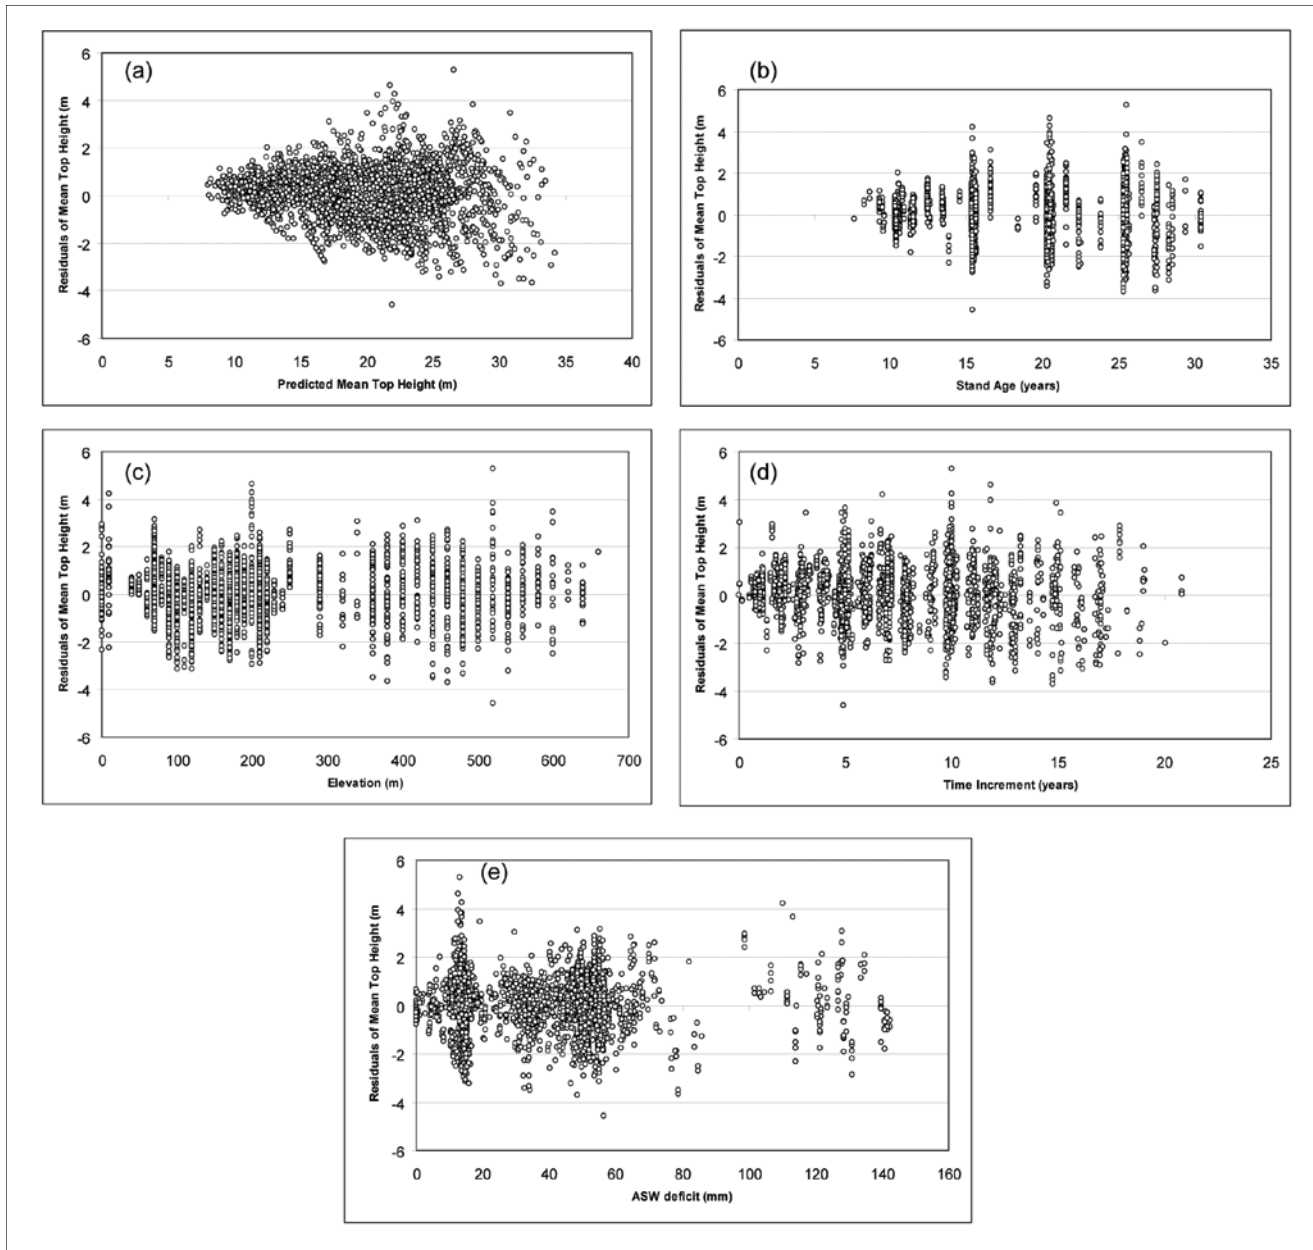 (a)
6
4
2
0
-2
-4
-6
0 5 10 15 20 25 30 35 40
Residuals of Mean Top Height (m
Predicted Mean Top Height (m)
(b)
6
4
2
0
-2
-4
-6
0 5 10 15 20 25 30 35
Residuals of Mean Top Height (m
Stand Age (years)
(c)
6
4
2
0
-2
-4
-6
0 100 200 300 400 500 600 700
Residuals of Mean Top Height (m
Elevation (m)
(d)
6
4
2
0
-2
-4
-6
0 5 10 15 20 25
Residuals of Mean Top Height (m
Time Increment (years)
(e)
6
4
2
0
-2
-4
-6
0 20 40 60 80 100 120 140 160
Residuals of Mean Top Height (m
ASW deficit (mm)